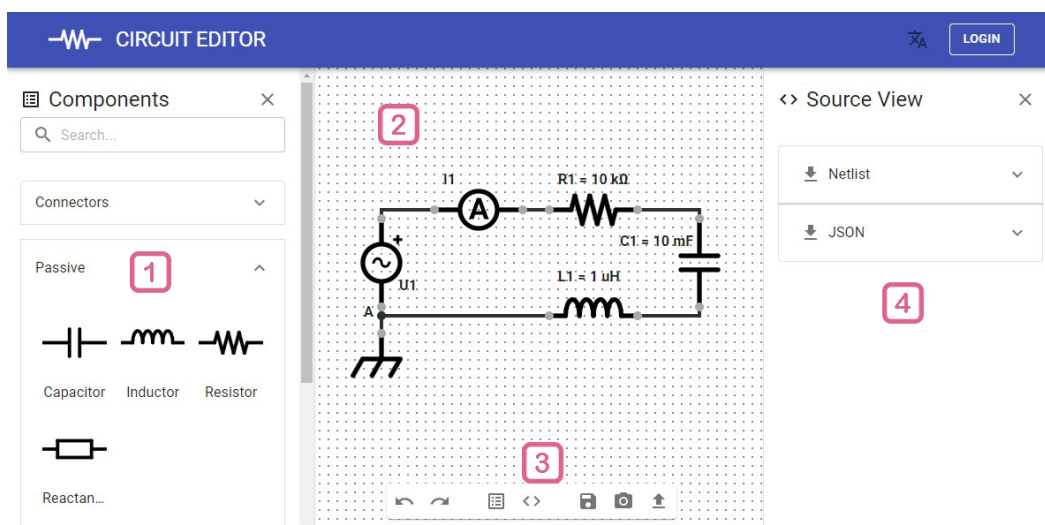 CIRCUIT EDITOR
LOGIN
Components
Search...
Connectors
Passive
1
Capacitor Inductor Resistor
Reactan...
2
I1
R1 = 10 kΩ
C1 = 10 mF
U1
L1 = 1 uH
A
A
3
Source View
Netlist
JSON
4